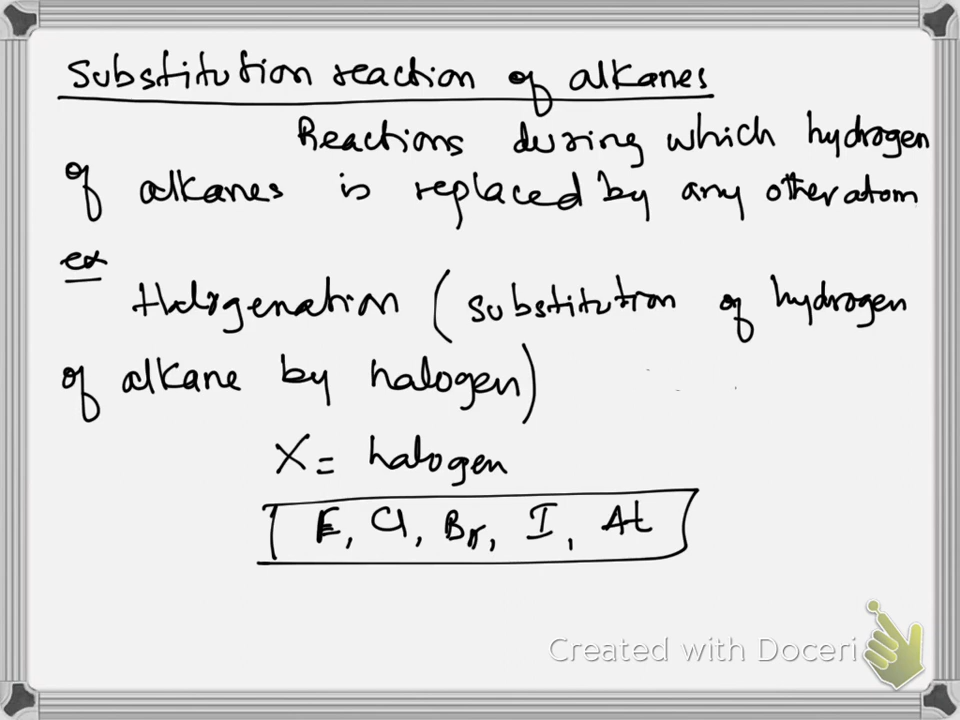 Substitution reaction of alkanes
Reactions during which hydrogen
of alkanes is replaced by any other atom
ex
Halogenation (substitution of hydrogen
of alkane by halogen)
X = halogen
F, Cl, Br, I, At
Created with Doceri